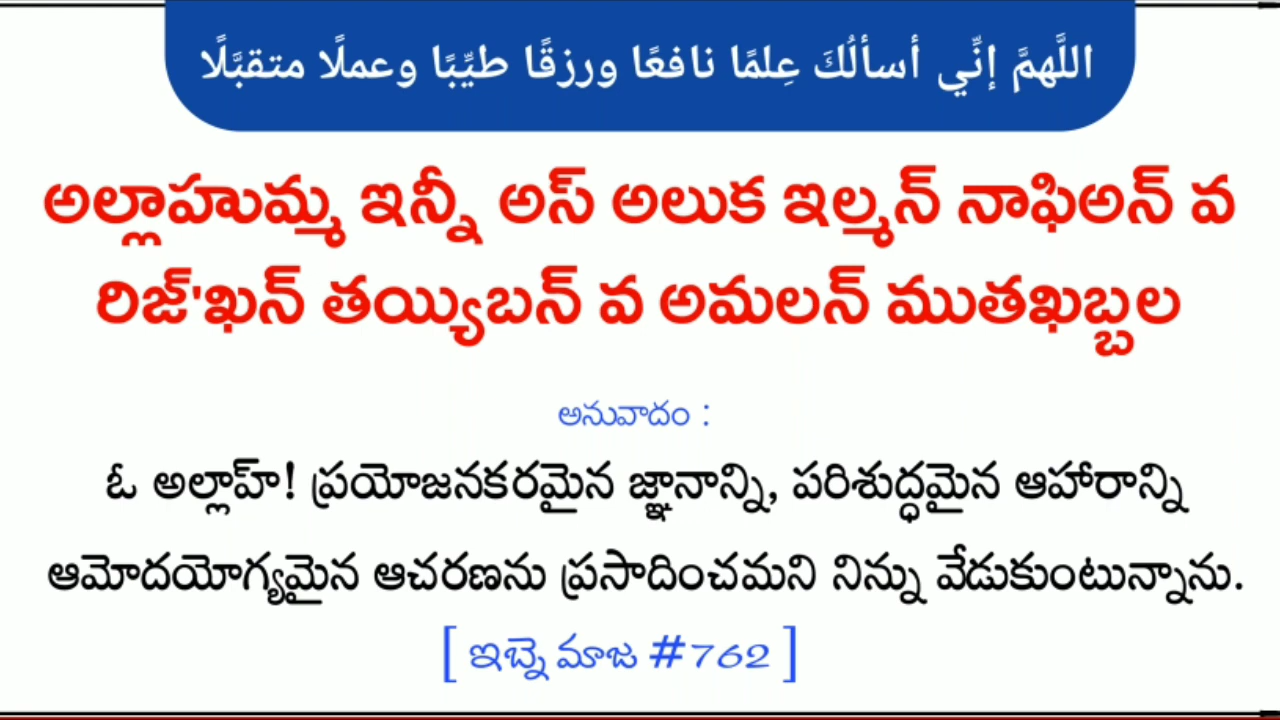 اللَّهمَّ إنِّي أسألُكَ عِلمًا نافعًا ورزقًا طيِّبًا وعملًا متقبَّلًا
అల్లాహుమ్మ ఇన్నీ అస్ అలుక ఇల్మన్ నాఫిఅన్ వ
రిజ్'ఖన్ తయ్యిబన్ వ అమలన్ ముతఖబ్బల
అనువాదం :
ఓ అల్లాహ్! ప్రయోజనకరమైన జ్ఞానాన్ని, పరిశుద్ధమైన ఆహారాన్ని
ఆమోదయోగ్యమైన ఆచరణను ప్రసాదించమని నిన్ను వేడుకుంటున్నాను.
[ ఇబ్నె మాజ #762 ]